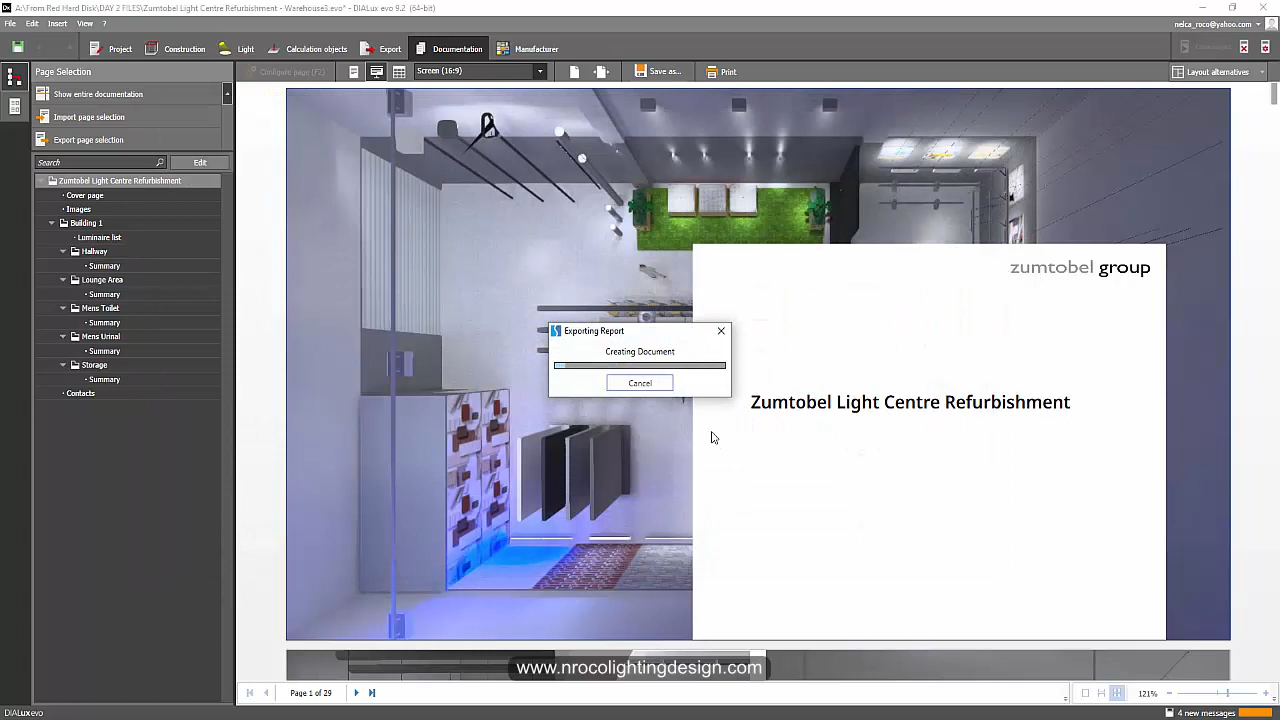 A:\From Red Hard Disk\DAY 2 FILES\Zumtobel Light Centre Refurbishment - Warehouse3.evo* - DIALux evo 9.2 (64-bit)
File Edit Insert View ?
nelca_roco@yahoo.com
Project Construction Light Calculation objects Export Documentation Manufacturer
Page Selection
Configure page (F2) Screen (16:9) Save as... Print Layout alternatives
Show entire documentation
Import page selection
Export page selection
Search Edit
Zumtobel Light Centre Refurbishment
Cover page
Images
Building 1
Luminaire list
Hallway
Summary
Lounge Area
Summary
Mens Toilet
Summary
Mens Urinal
Summary
Storage
Summary
Contacts
zumtobel group
Exporting Report
Creating Document
Cancel
Zumtobel Light Centre Refurbishment
www.nrocolightingdesign.com
Page 1 of 29
121%
DIALux evo
4 new messages